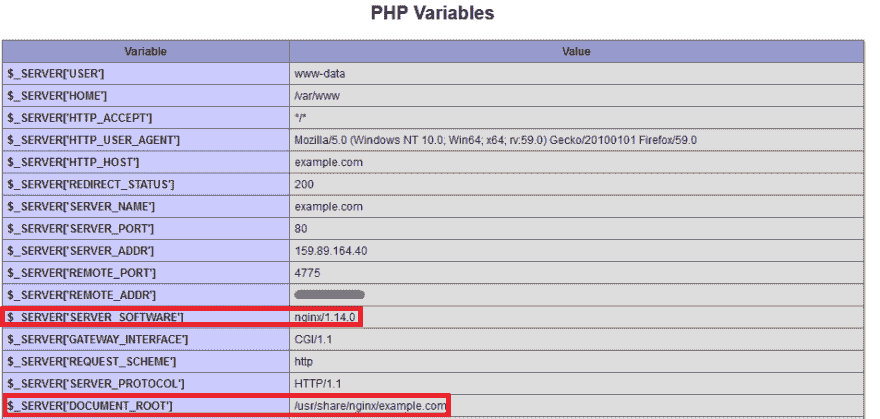 PHP Variables
Variable Value
$_SERVER['USER'] www-data
$_SERVER['HOME'] /var/www
$_SERVER['HTTP_ACCEPT'] */*
$_SERVER['HTTP_USER_AGENT'] Mozilla/5.0 (Windows NT 10.0; Win64; x64; rv:59.0) Gecko/20100101 Firefox/59.0
$_SERVER['HTTP_HOST'] example.com
$_SERVER['REDIRECT_STATUS'] 200
$_SERVER['SERVER_NAME'] example.com
$_SERVER['SERVER_PORT'] 80
$_SERVER['SERVER_ADDR'] 159.89.164.40
$_SERVER['REMOTE_PORT'] 4775
$_SERVER['REMOTE_ADDR']
$_SERVER['SERVER_SOFTWARE'] nginx/1.14.0
$_SERVER['GATEWAY_INTERFACE'] CGI/1.1
$_SERVER['REQUEST_SCHEME'] http
$_SERVER['SERVER_PROTOCOL'] HTTP/1.1
$_SERVER['DOCUMENT_ROOT'] /usr/share/nginx/example.com